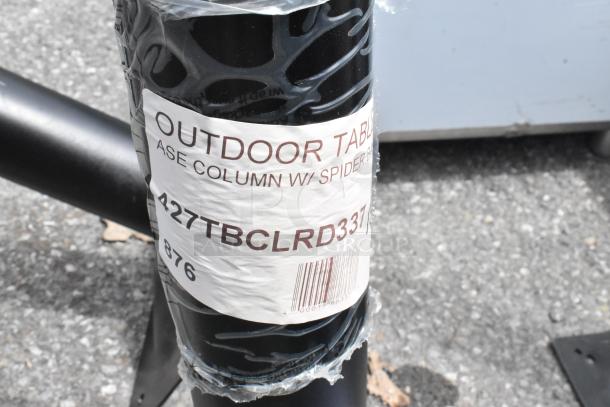 OUTDOOR TABL
ASE COLUMN W/ SPIDER
427TBCLRD337
876